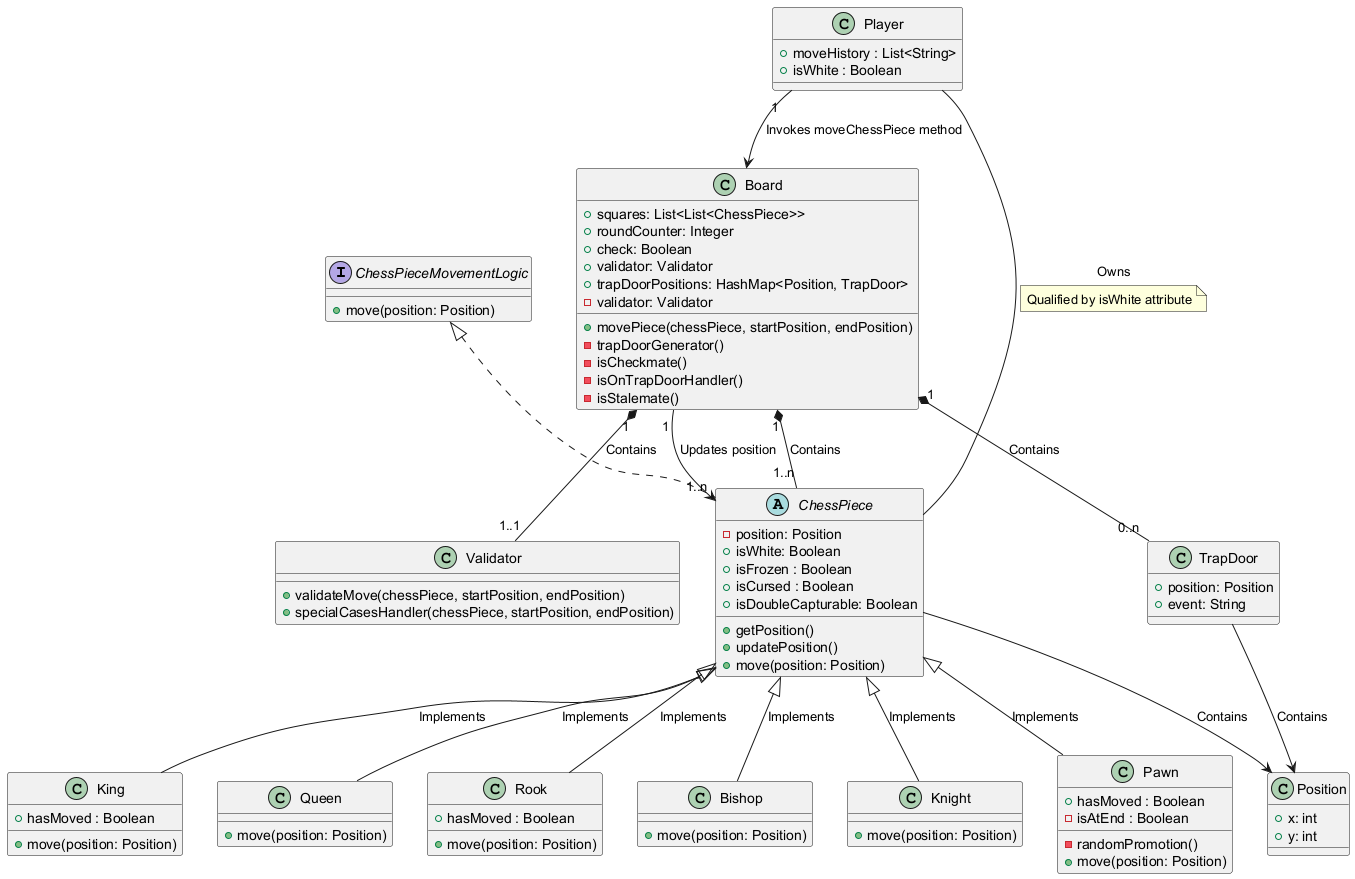 C Player
moveHistory : List<String>
isWhite : Boolean
1
Invokes moveChessPiece method
C Board
squares: List<List<ChessPiece>>
roundCounter: Integer
check: Boolean
validator: Validator
trapDoorPositions: HashMap<Position, TrapDoor>
validator: Validator
movePiece(chessPiece, startPosition, endPosition)
trapDoorGenerator()
isCheckmate()
isOnTrapDoorHandler()
isStalemate()
I ChessPieceMovementLogic
move(position: Position)
Owns
Qualified by isWhite attribute
1
1
1
1
Contains
Updates position
Contains
Contains
1..1
1..n
1..n
0..n
C Validator
validateMove(chessPiece, startPosition, endPosition)
specialCasesHandler(chessPiece, startPosition, endPosition)
A ChessPiece
position: Position
isWhite: Boolean
isFrozen : Boolean
isCursed : Boolean
isDoubleCapturable: Boolean
getPosition()
updatePosition()
move(position: Position)
C TrapDoor
position: Position
event: String
Implements
Implements
Implements
Implements
Implements
Implements
Contains
Contains
C King
hasMoved : Boolean
move(position: Position)
C Queen
move(position: Position)
C Rook
hasMoved : Boolean
move(position: Position)
C Bishop
move(position: Position)
C Knight
move(position: Position)
C Pawn
hasMoved : Boolean
isAtEnd : Boolean
randomPromotion()
move(position: Position)
C Position
x: int
y: int